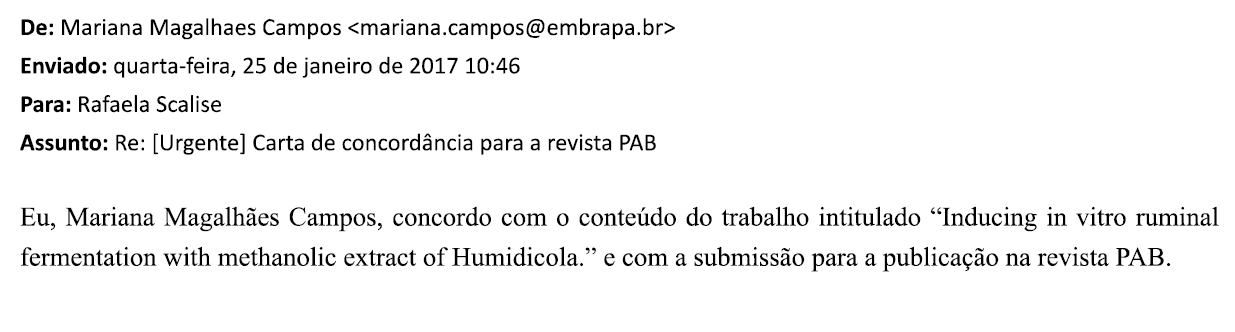 De: Mariana Magalhaes Campos <mariana.campos@embrapa.br>
Enviado: quarta-feira, 25 de janeiro de 2017 10:46
Para: Rafaela Scalise
Assunto: Re: [Urgente] Carta de concordância para a revista PAB
Eu, Mariana Magalhães Campos, concordo com o conteúdo do trabalho intitulado “Inducing in vitro ruminal
fermentation with methanolic extract of Humidicola.” e com a submissão para a publicação na revista PAB.